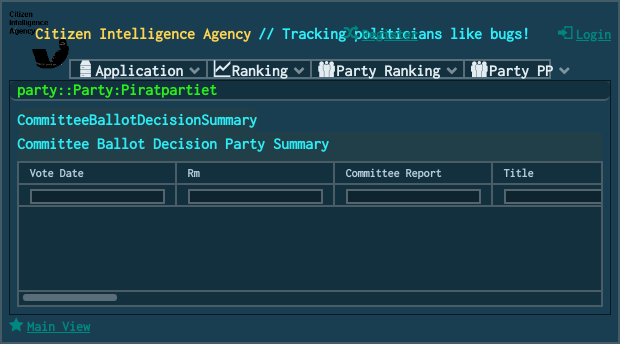 Citizen
Intelligence
Agency
Citizen Intelligence Agency // Tracking politicians like bugs!
Register
Login
Application
Ranking
Party Ranking
Party PP
party::Party:Piratpartiet
CommitteeBallotDecisionSummary
Committee Ballot Decision Party Summary
Vote Date
Rm
Committee Report
Title
Main View